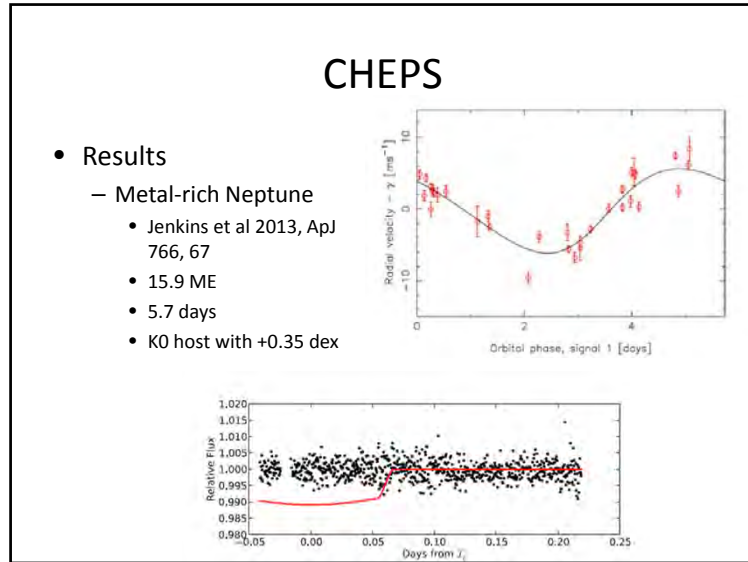 CHEPS
• Results
– Metal-rich Neptune
• Jenkins et al 2013, ApJ
766, 67
• 15.9 ME
• 5.7 days
• K0 host with +0.35 dex
Radial velocity – γ [ms⁻¹]
10
0
−10
0 2 4
Orbital phase, signal 1 [days]
Relative Flux
1.020
1.015
1.010
1.005
1.000
0.995
0.990
0.985
0.980
−0.05 0.00 0.05 0.10 0.15 0.20 0.25
Days from